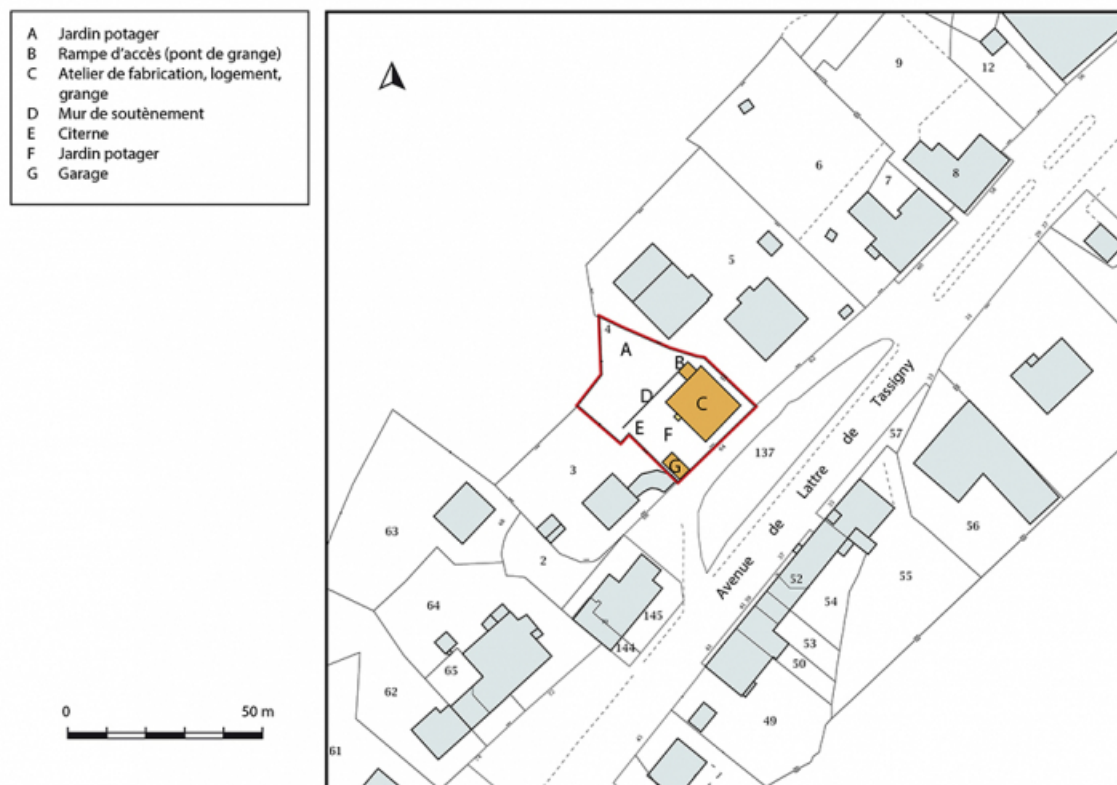 A Jardin potager
B Rampe d'accès (pont de grange)
C Atelier de fabrication, logement,
grange
D Mur de soutènement
E Citerne
F Jardin potager
G Garage
9
12
6
8
7
5
4
A
B
D
C
E
F
G
137
Avenue de Lattre de Tassigny
57
3
63
56
2
52
55
64
54
145
144
53
65
50
62
49
61
0 50 m